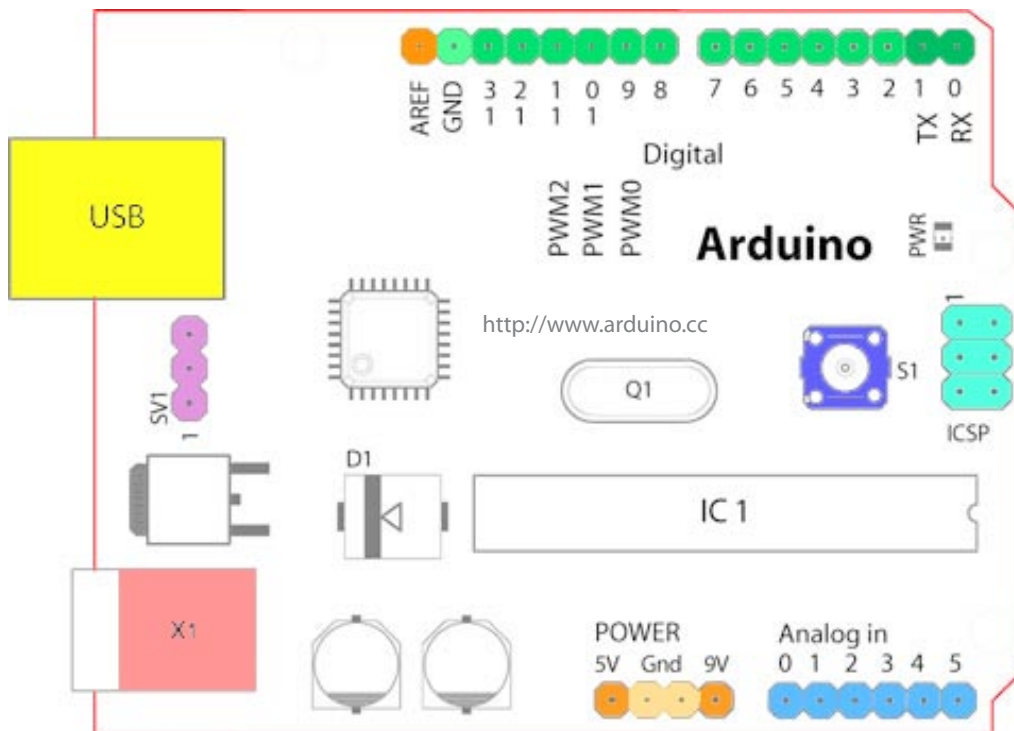 AREF GND 13 12 11 10 9 8 7 6 5 4 3 2 1 0
TX RX
Digital
USB
PWM2 PWM1 PWM0
Arduino
PWR
1
http://www.arduino.cc
SV1
1
Q1
S1
ICSP
D1
IC 1
X1
POWER
5V Gnd 9V
Analog in
0 1 2 3 4 5